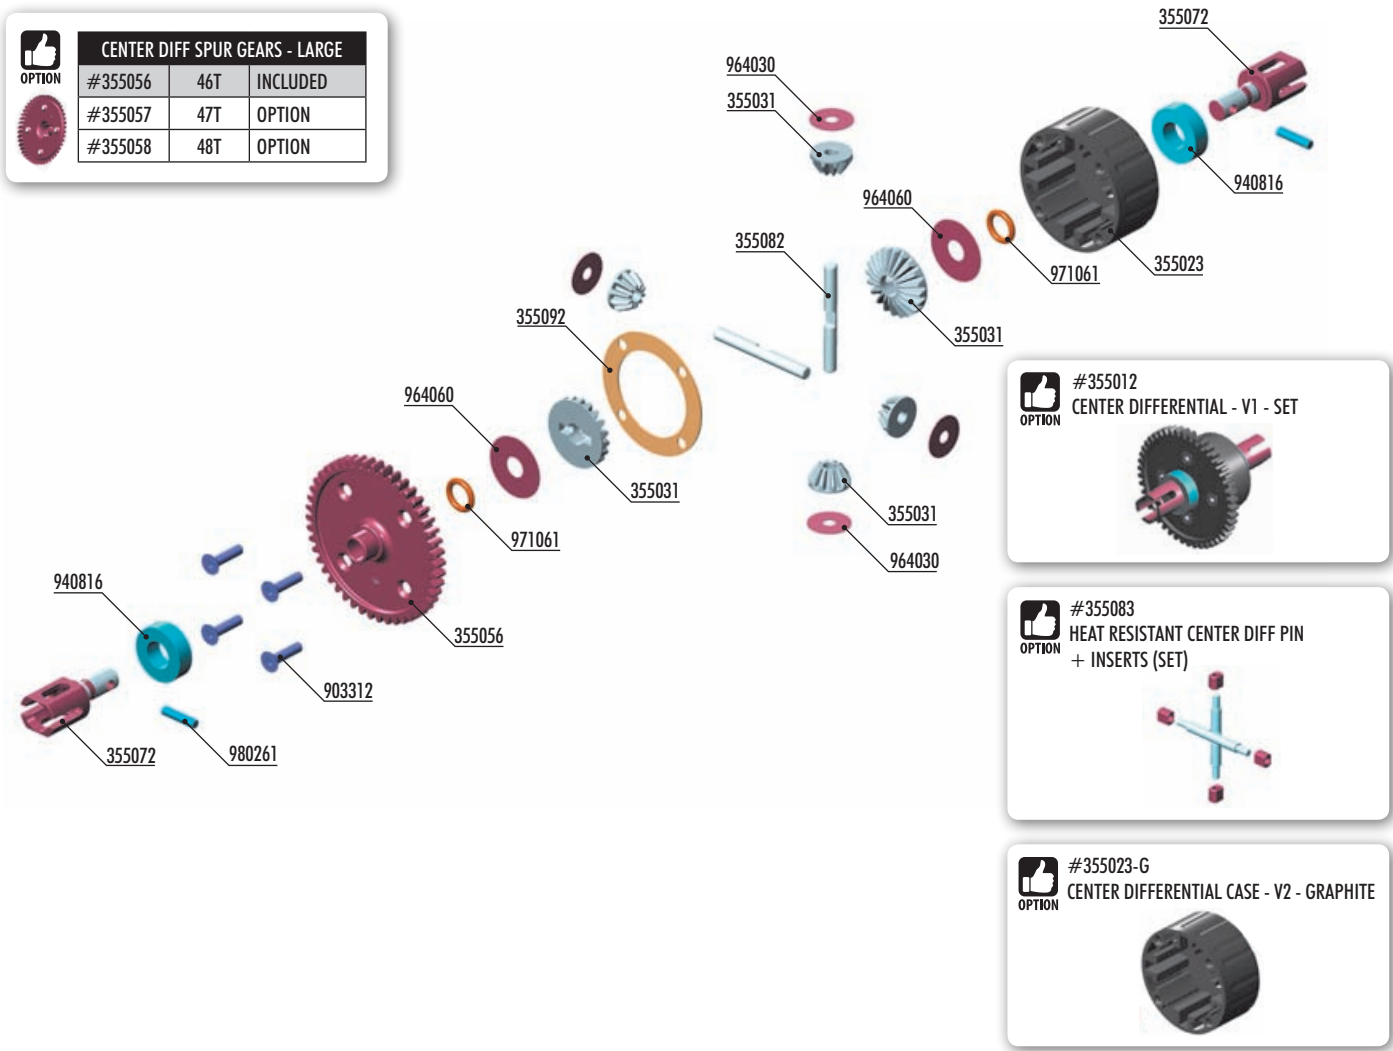 OPTION
CENTER DIFF SPUR GEARS - LARGE
#355056 46T INCLUDED
#355057 47T OPTION
#355058 48T OPTION
355072
964030
355031
940816
964060
355082
971061
355023
355092
355031
964060
355031
355031
971061
964030
940816
355056
903312
355072
980261
OPTION
#355012
CENTER DIFFERENTIAL - V1 - SET
OPTION
#355083
HEAT RESISTANT CENTER DIFF PIN
+ INSERTS (SET)
OPTION
#355023-G
CENTER DIFFERENTIAL CASE - V2 - GRAPHITE